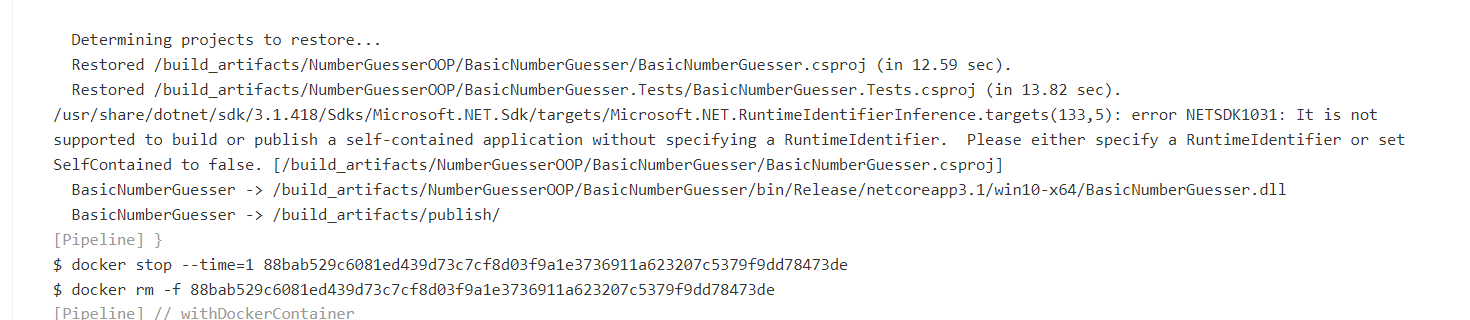 Determining projects to restore...
Restored /build_artifacts/NumberGuesserOOP/BasicNumberGuesser/BasicNumberGuesser.csproj (in 12.59 sec).
Restored /build_artifacts/NumberGuesserOOP/BasicNumberGuesser.Tests/BasicNumberGuesser.Tests.csproj (in 13.82 sec).
/usr/share/dotnet/sdk/3.1.418/Sdks/Microsoft.NET.Sdk/targets/Microsoft.NET.RuntimeIdentifierInference.targets(133,5): error NETSDK1031: It is not
supported to build or publish a self-contained application without specifying a RuntimeIdentifier.  Please either specify a RuntimeIdentifier or set
SelfContained to false. [/build_artifacts/NumberGuesserOOP/BasicNumberGuesser/BasicNumberGuesser.csproj]
BasicNumberGuesser -> /build_artifacts/NumberGuesserOOP/BasicNumberGuesser/bin/Release/netcoreapp3.1/win10-x64/BasicNumberGuesser.dll
BasicNumberGuesser -> /build_artifacts/publish/
[Pipeline] }
$ docker stop --time=1 88bab529c6081ed439d73c7cf8d03f9a1e3736911a623207c5379f9dd78473de
$ docker rm -f 88bab529c6081ed439d73c7cf8d03f9a1e3736911a623207c5379f9dd78473de
[Pipeline] // withDockerContainer